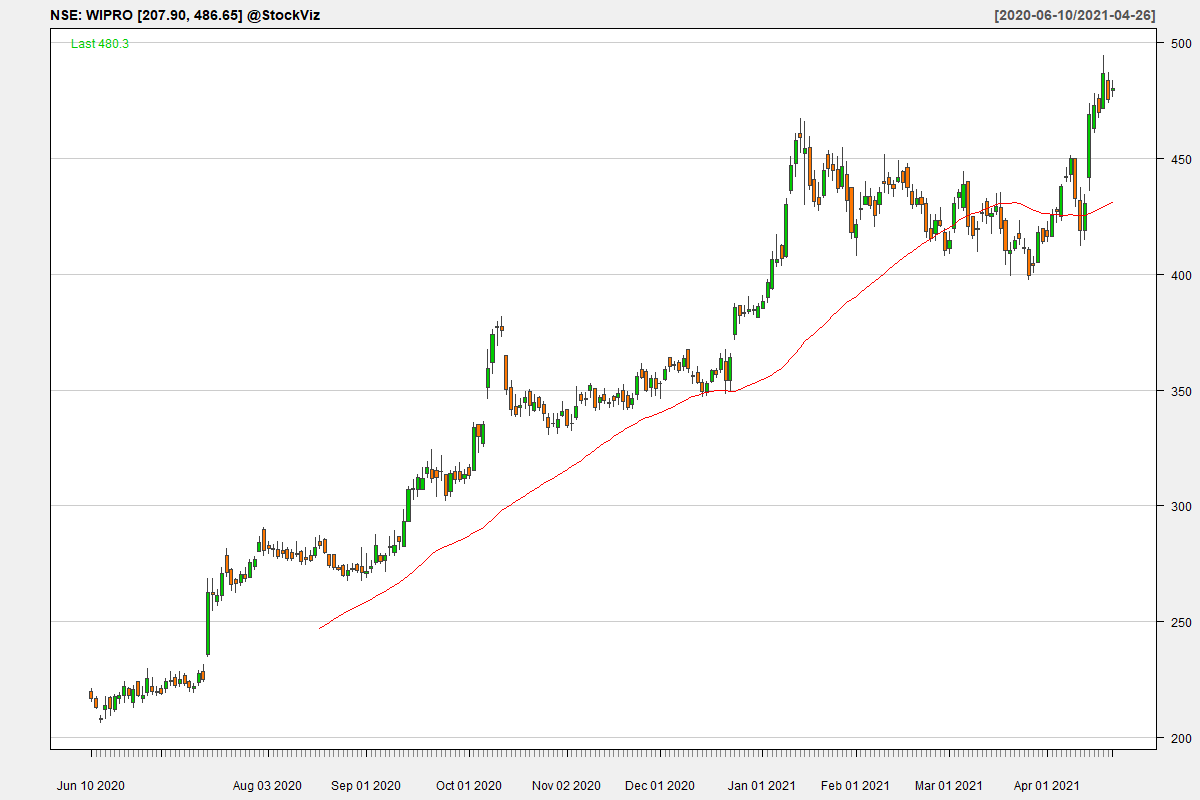 NSE: WIPRO [207.90, 486.65] @StockViz [2020-06-10/2021-04-26]
Last 480.3
500
450
400
350
300
250
200
Jun 10 2020 Aug 03 2020 Sep 01 2020 Oct 01 2020 Nov 02 2020 Dec 01 2020 Jan 01 2021 Feb 01 2021 Mar 01 2021 Apr 01 2021